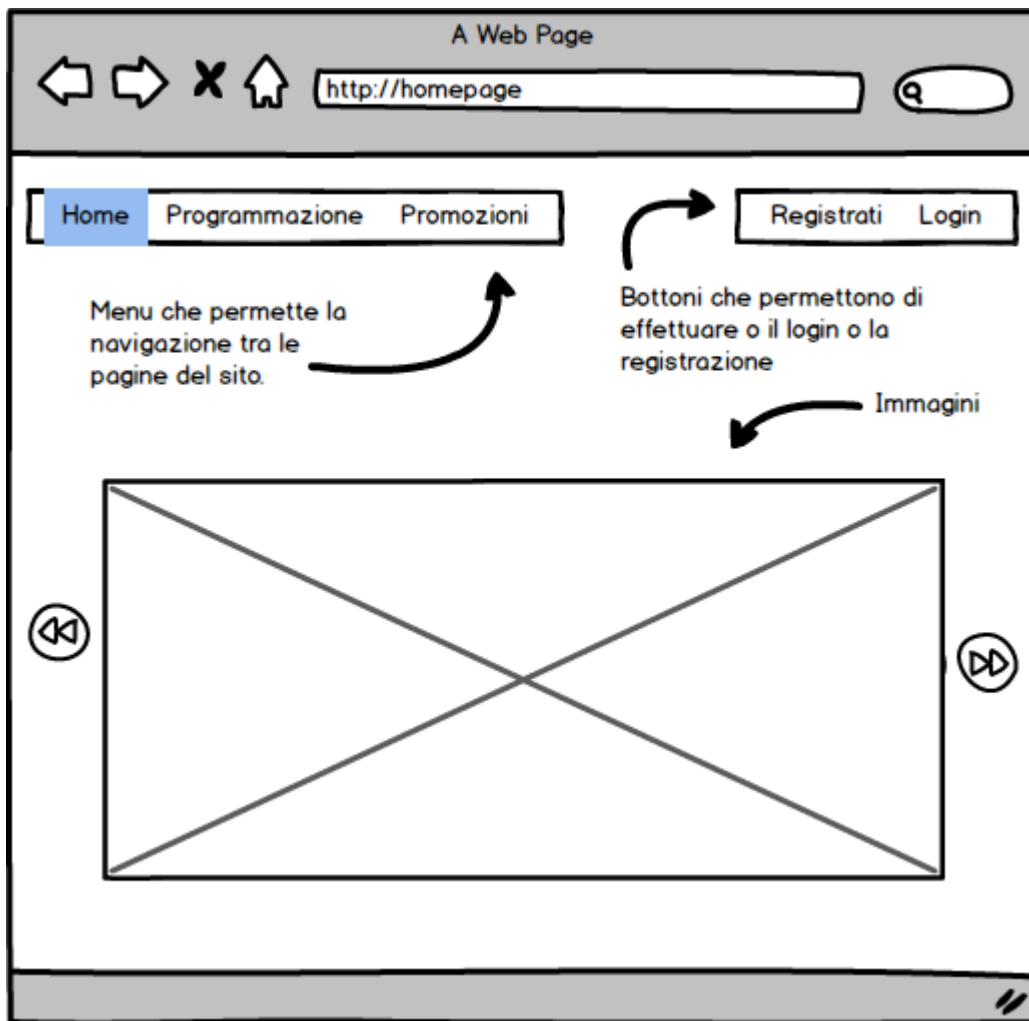 A Web Page
http://homepage
Home Programmazione Promozioni
Registrati Login
Menu che permette la
navigazione tra le
pagine del sito.
Bottoni che permettono di
effettuare o il login o la
registrazione
Immagini